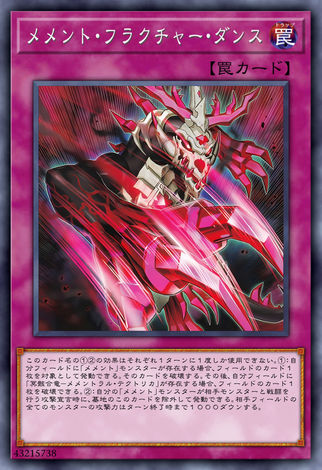 メメント・フラクチャー・ダンス
トラップ
罠
【罠カード】
このカード名の①②の効果はそれぞれ1ターンに1度しか使用できない。①:自
分フィールドに「メメント」モンスターが存在する場合、フィールドのカード1
枚を対象として発動できる。そのカードを破壊する。その後、自分フィールドに
「冥骸合竜-メメントラル・テクトリカ」が存在する場合、フィールドのカード1
枚を破壊できる。②:自分の「メメント」モンスターが相手モンスターと戦闘を
行う攻撃宣言時に、墓地のこのカードを除外して発動できる。相手フィールド
の全てのモンスターの攻撃力はターン終了時まで1000ダウンする。
43215738